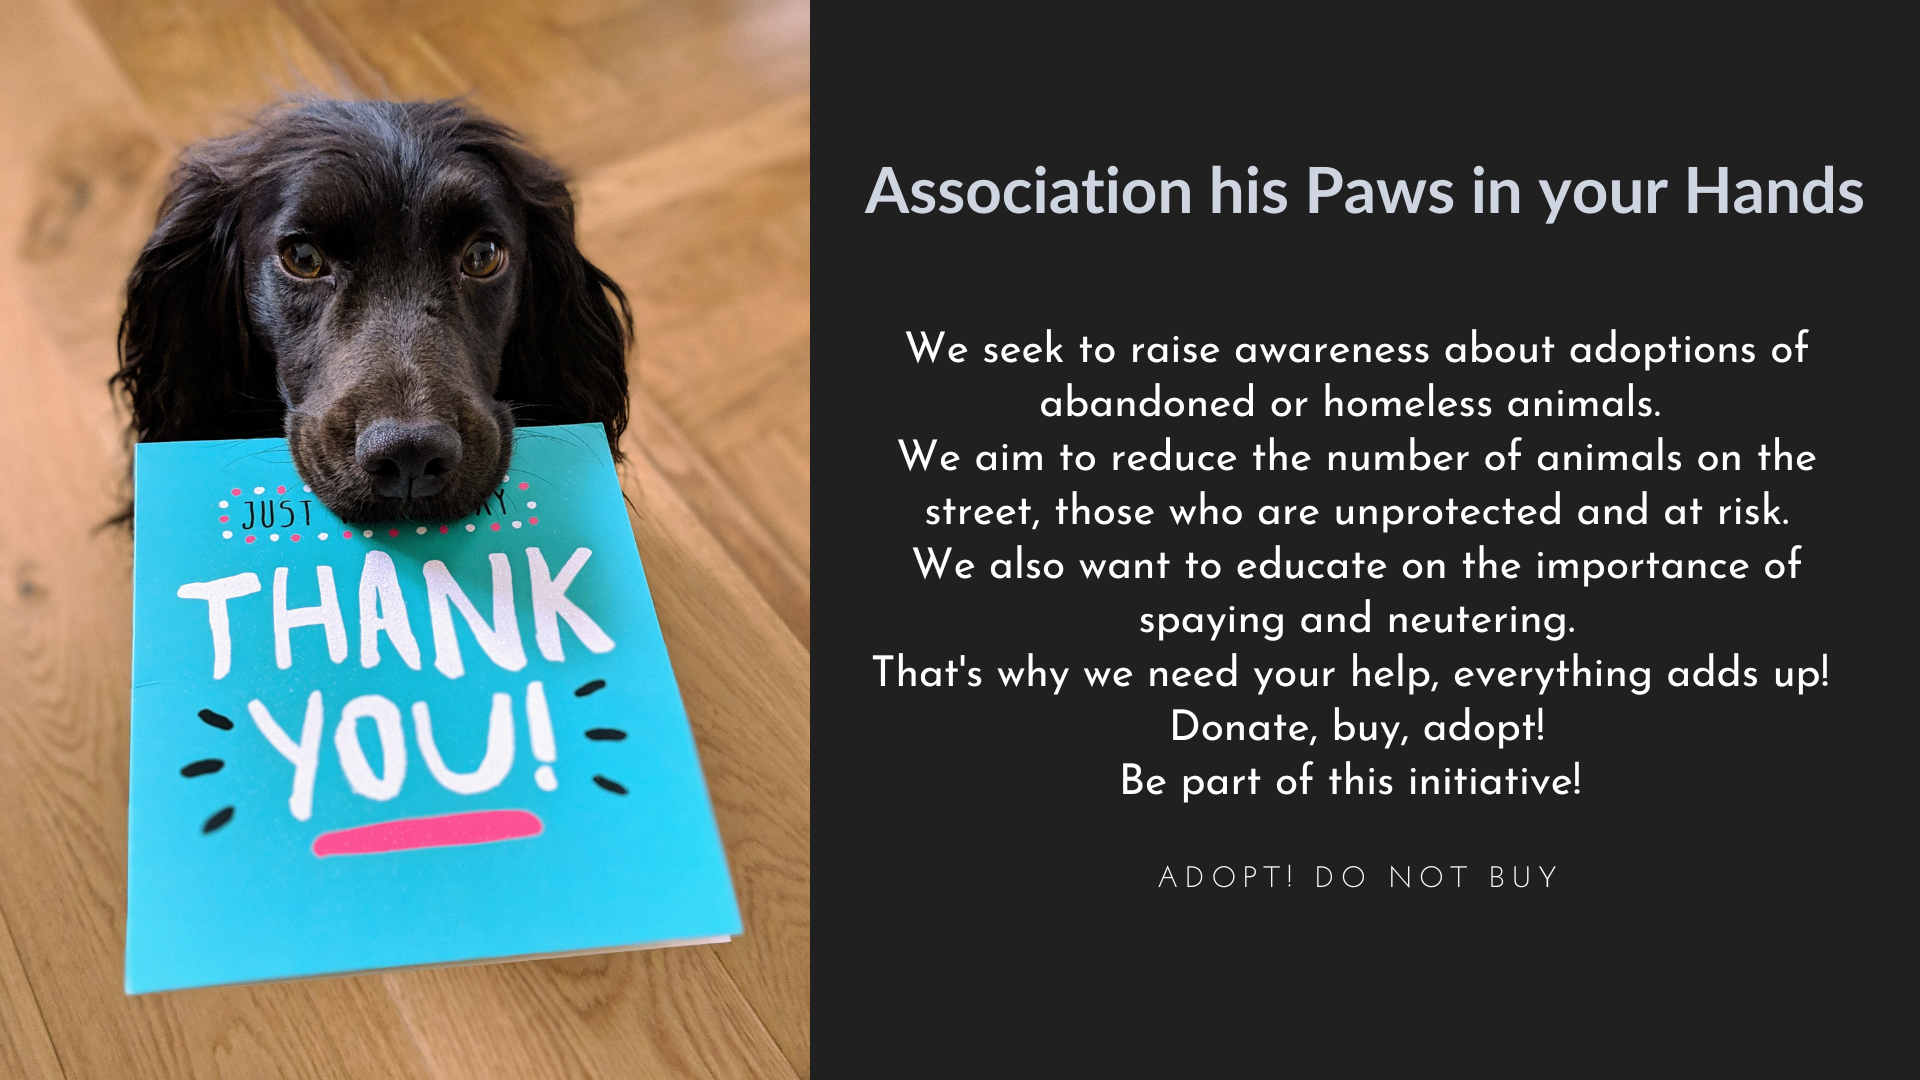 JUST
THANK
YOU!
Association his Paws in your Hands
We seek to raise awareness about adoptions of
abandoned or homeless animals.
We aim to reduce the number of animals on the
street, those who are unprotected and at risk.
We also want to educate on the importance of
spaying and neutering.
That's why we need your help, everything adds up!
Donate, buy, adopt!
Be part of this initiative!
ADOPT! DO NOT BUY